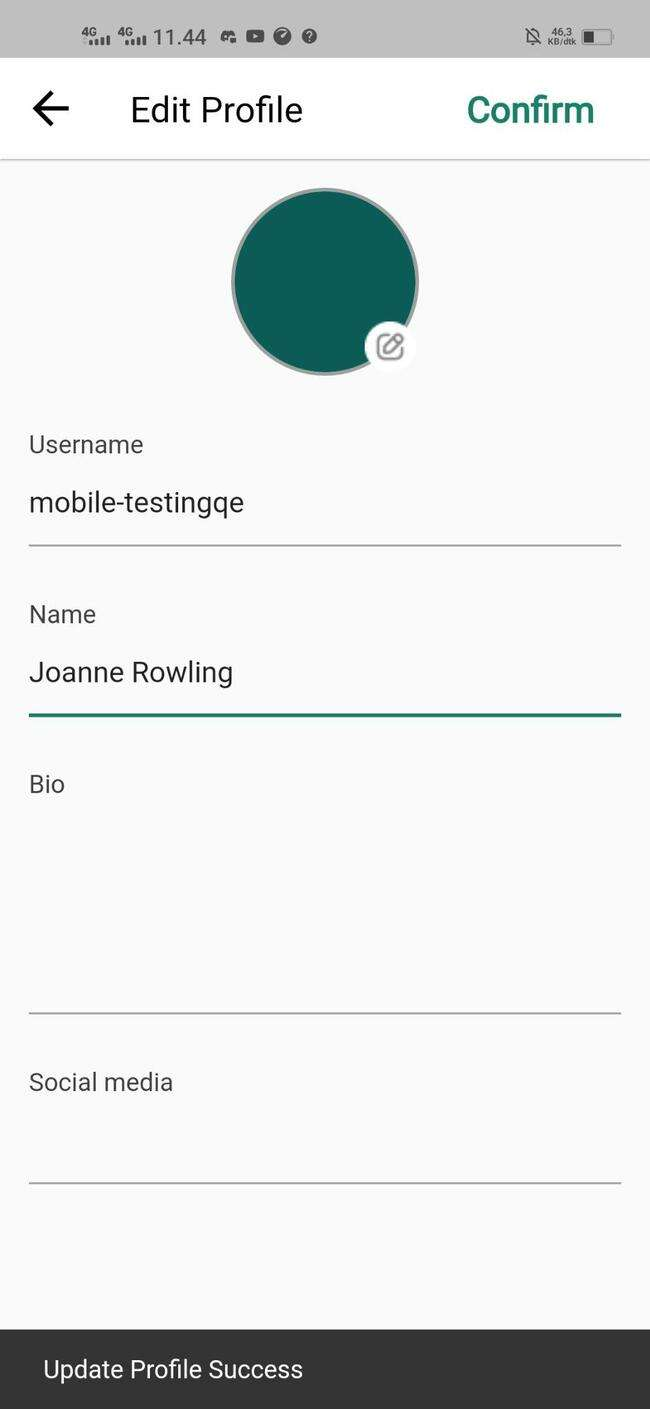 4G 4G 11.44 46,3
KB/dtk
Edit Profile Confirm
Username
mobile-testingqe
Name
Joanne Rowling
Bio
Social media
Update Profile Success